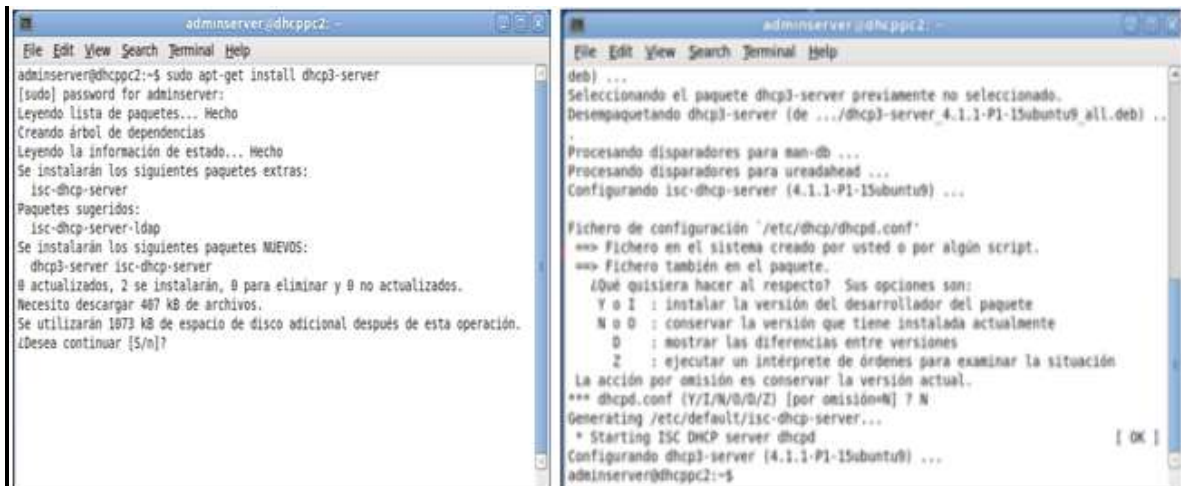 adminserver@dhcppc2: ~
File Edit View Search Terminal Help
adminserver@dhcppc2:~$ sudo apt-get install dhcp3-server
[sudo] password for adminserver:
Leyendo lista de paquetes... Hecho
Creando árbol de dependencias
Leyendo la información de estado... Hecho
Se instalarán los siguientes paquetes extras:
isc-dhcp-server
Paquetes sugeridos:
isc-dhcp-server-ldap
Se instalarán los siguientes paquetes NUEVOS:
dhcp3-server isc-dhcp-server
0 actualizados, 2 se instalarán, 0 para eliminar y 0 no actualizados.
Necesito descargar 407 kB de archivos.
Se utilizarán 1073 kB de espacio de disco adicional después de esta operación.
¿Desea continuar [S/n]?
adminserver@dhcppc2: ~
File Edit View Search Terminal Help
deb) ...
Seleccionando el paquete dhcp3-server previamente no seleccionado.
Desempaquetando dhcp3-server (de .../dhcp3-server_4.1.1-P1-15ubuntu9_all.deb) ..
.
Procesando disparadores para man-db ...
Procesando disparadores para ureadahead ...
Configurando isc-dhcp-server (4.1.1-P1-15ubuntu9) ...
Fichero de configuración `/etc/dhcp/dhcpd.conf'
==> Fichero en el sistema creado por usted o por algún script.
==> Fichero también en el paquete.
¿Qué quisiera hacer al respecto? Sus opciones son:
Y o I : instalar la versión del desarrollador del paquete
N o O : conservar la versión que tiene instalada actualmente
D : mostrar las diferencias entre versiones
Z : ejecutar un intérprete de órdenes para examinar la situación
La acción por omisión es conservar la versión actual.
*** dhcpd.conf (Y/I/N/O/D/Z) [por omisión=N] ? N
Generating /etc/default/isc-dhcp-server...
* Starting ISC DHCP server dhcpd [ OK ]
Configurando dhcp3-server (4.1.1-P1-15ubuntu9) ...
adminserver@dhcppc2:~$